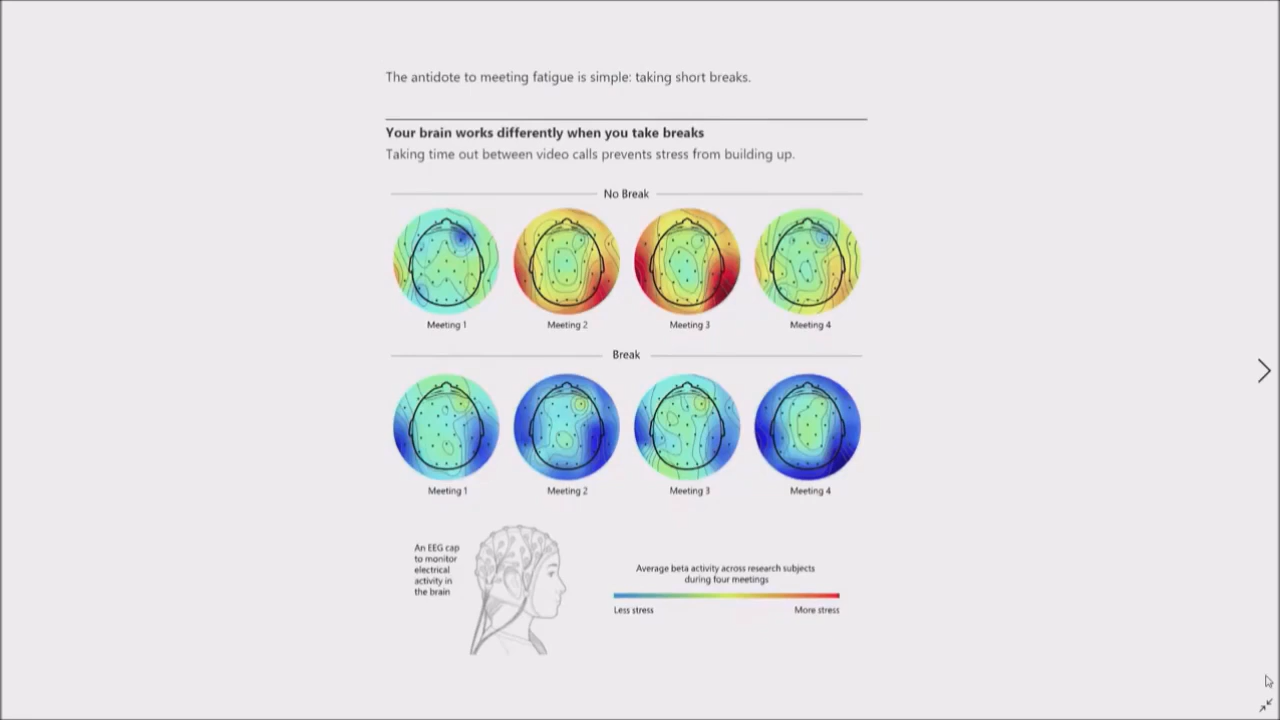 The antidote to meeting fatigue is simple: taking short breaks.
Your brain works differently when you take breaks
Taking time out between video calls prevents stress from building up.
No Break
Meeting 1
Meeting 2
Meeting 3
Meeting 4
Break
Meeting 1
Meeting 2
Meeting 3
Meeting 4
An EEG cap
to monitor
electrical
activity in
the brain
Average beta activity across research subjects
during four meetings
Less stress
More stress